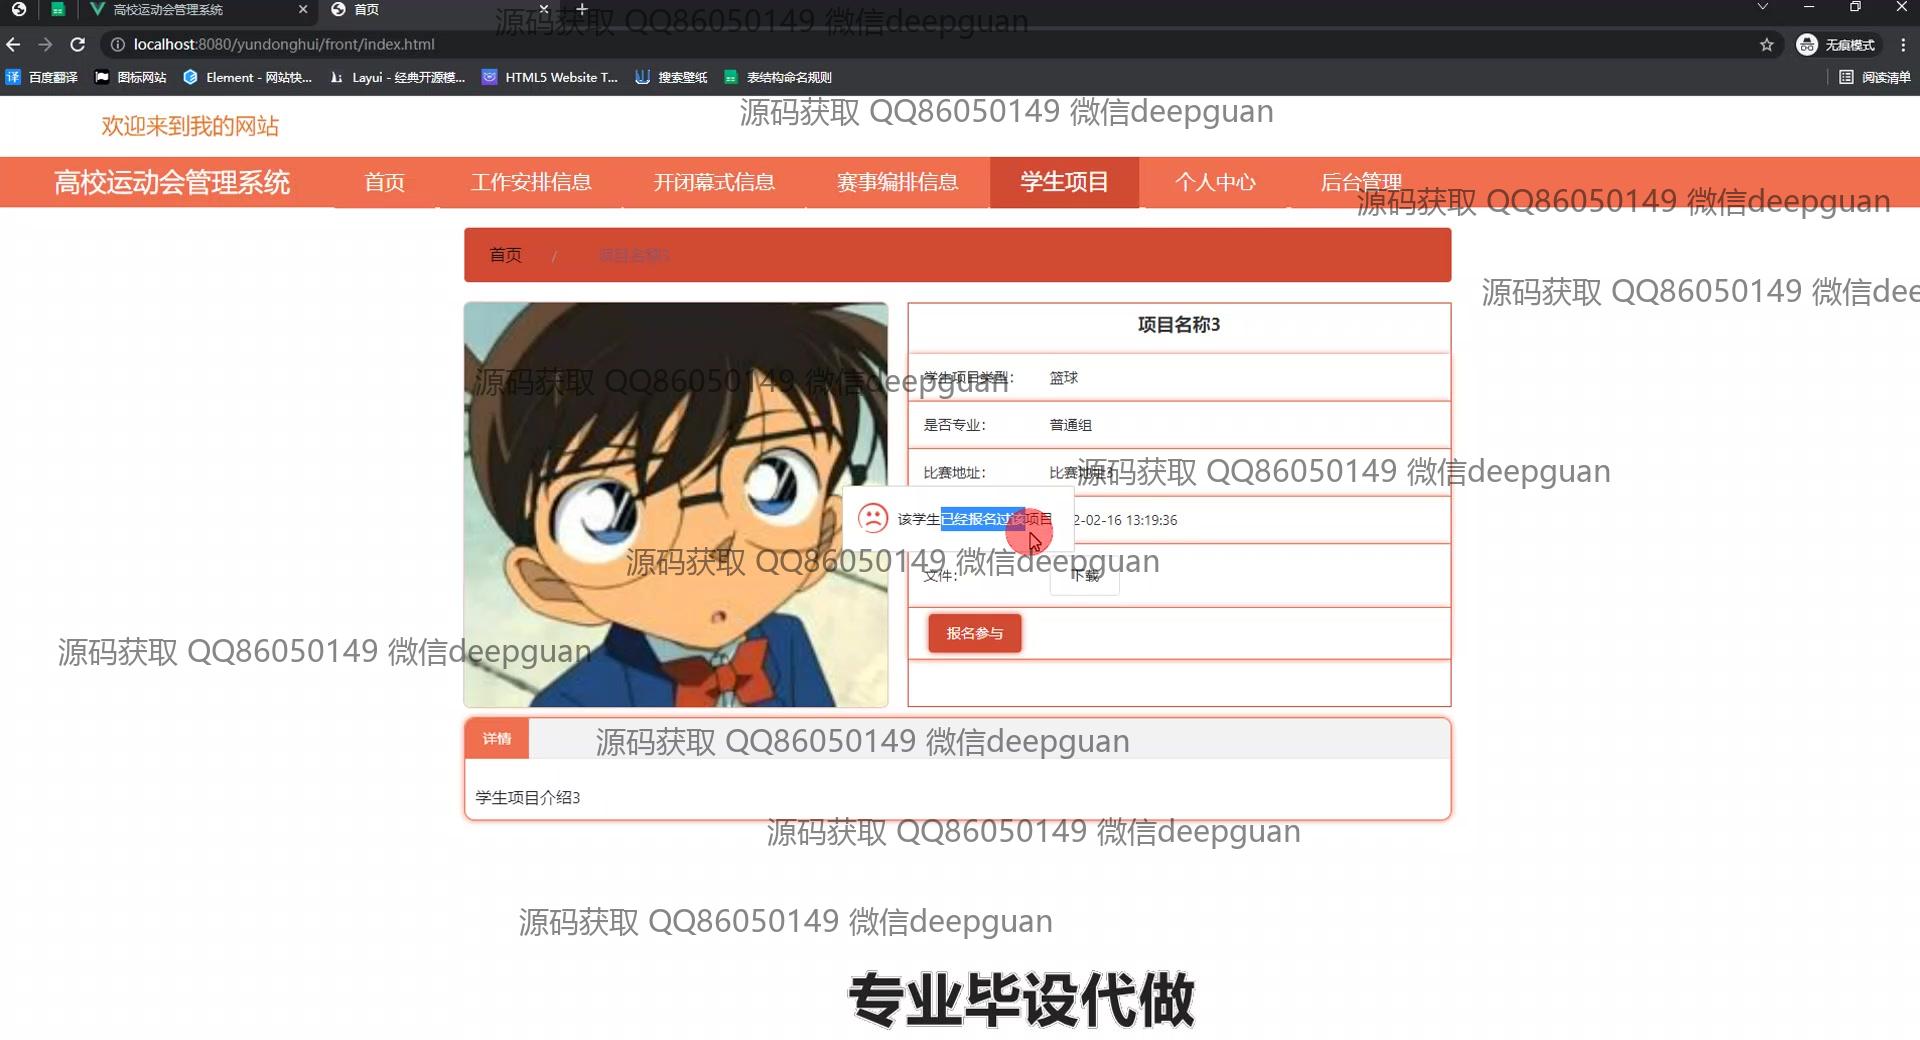 高校运动会管理系统
首页
localhost:8080/yundonghui/front/index.html
无痕模式
百度翻译
图标网站
Element - 网站快...
Layui - 经典开源模...
HTML5 Website T...
搜索壁纸
表结构命名规则
阅读清单
源码获取 QQ86050149 微信deepguan
源码获取 QQ86050149 微信deepguan
欢迎来到我的网站
高校运动会管理系统
首页
工作安排信息
开闭幕式信息
赛事编排信息
学生项目
个人中心
后台管理
源码获取 QQ86050149 微信deepguan
首页 / 项目名称3
源码获取 QQ86050149 微信dee
项目名称3
学生项目类型： 篮球
源码获取 QQ86050149 微信deepguan
是否专业： 普通组
比赛地址： 比赛地址3
源码获取 QQ86050149 微信deepguan
该学生已经报名过该项目
2-02-16 13:19:36
源码获取 QQ86050149 微信deepguan
文件： 下载
报名参与
源码获取 QQ86050149 微信deepguan
详情
源码获取 QQ86050149 微信deepguan
学生项目介绍3
源码获取 QQ86050149 微信deepguan
源码获取 QQ86050149 微信deepguan
专业毕设代做